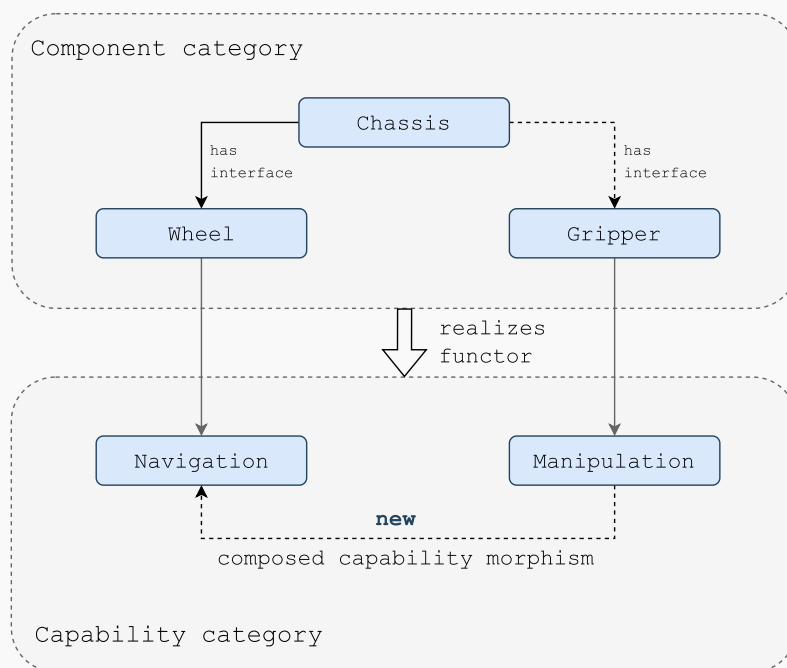 Component category
Chassis
has
interface
has
interface
Wheel
Gripper
realizes
functor
Navigation
Manipulation
new
composed capability morphism
Capability category